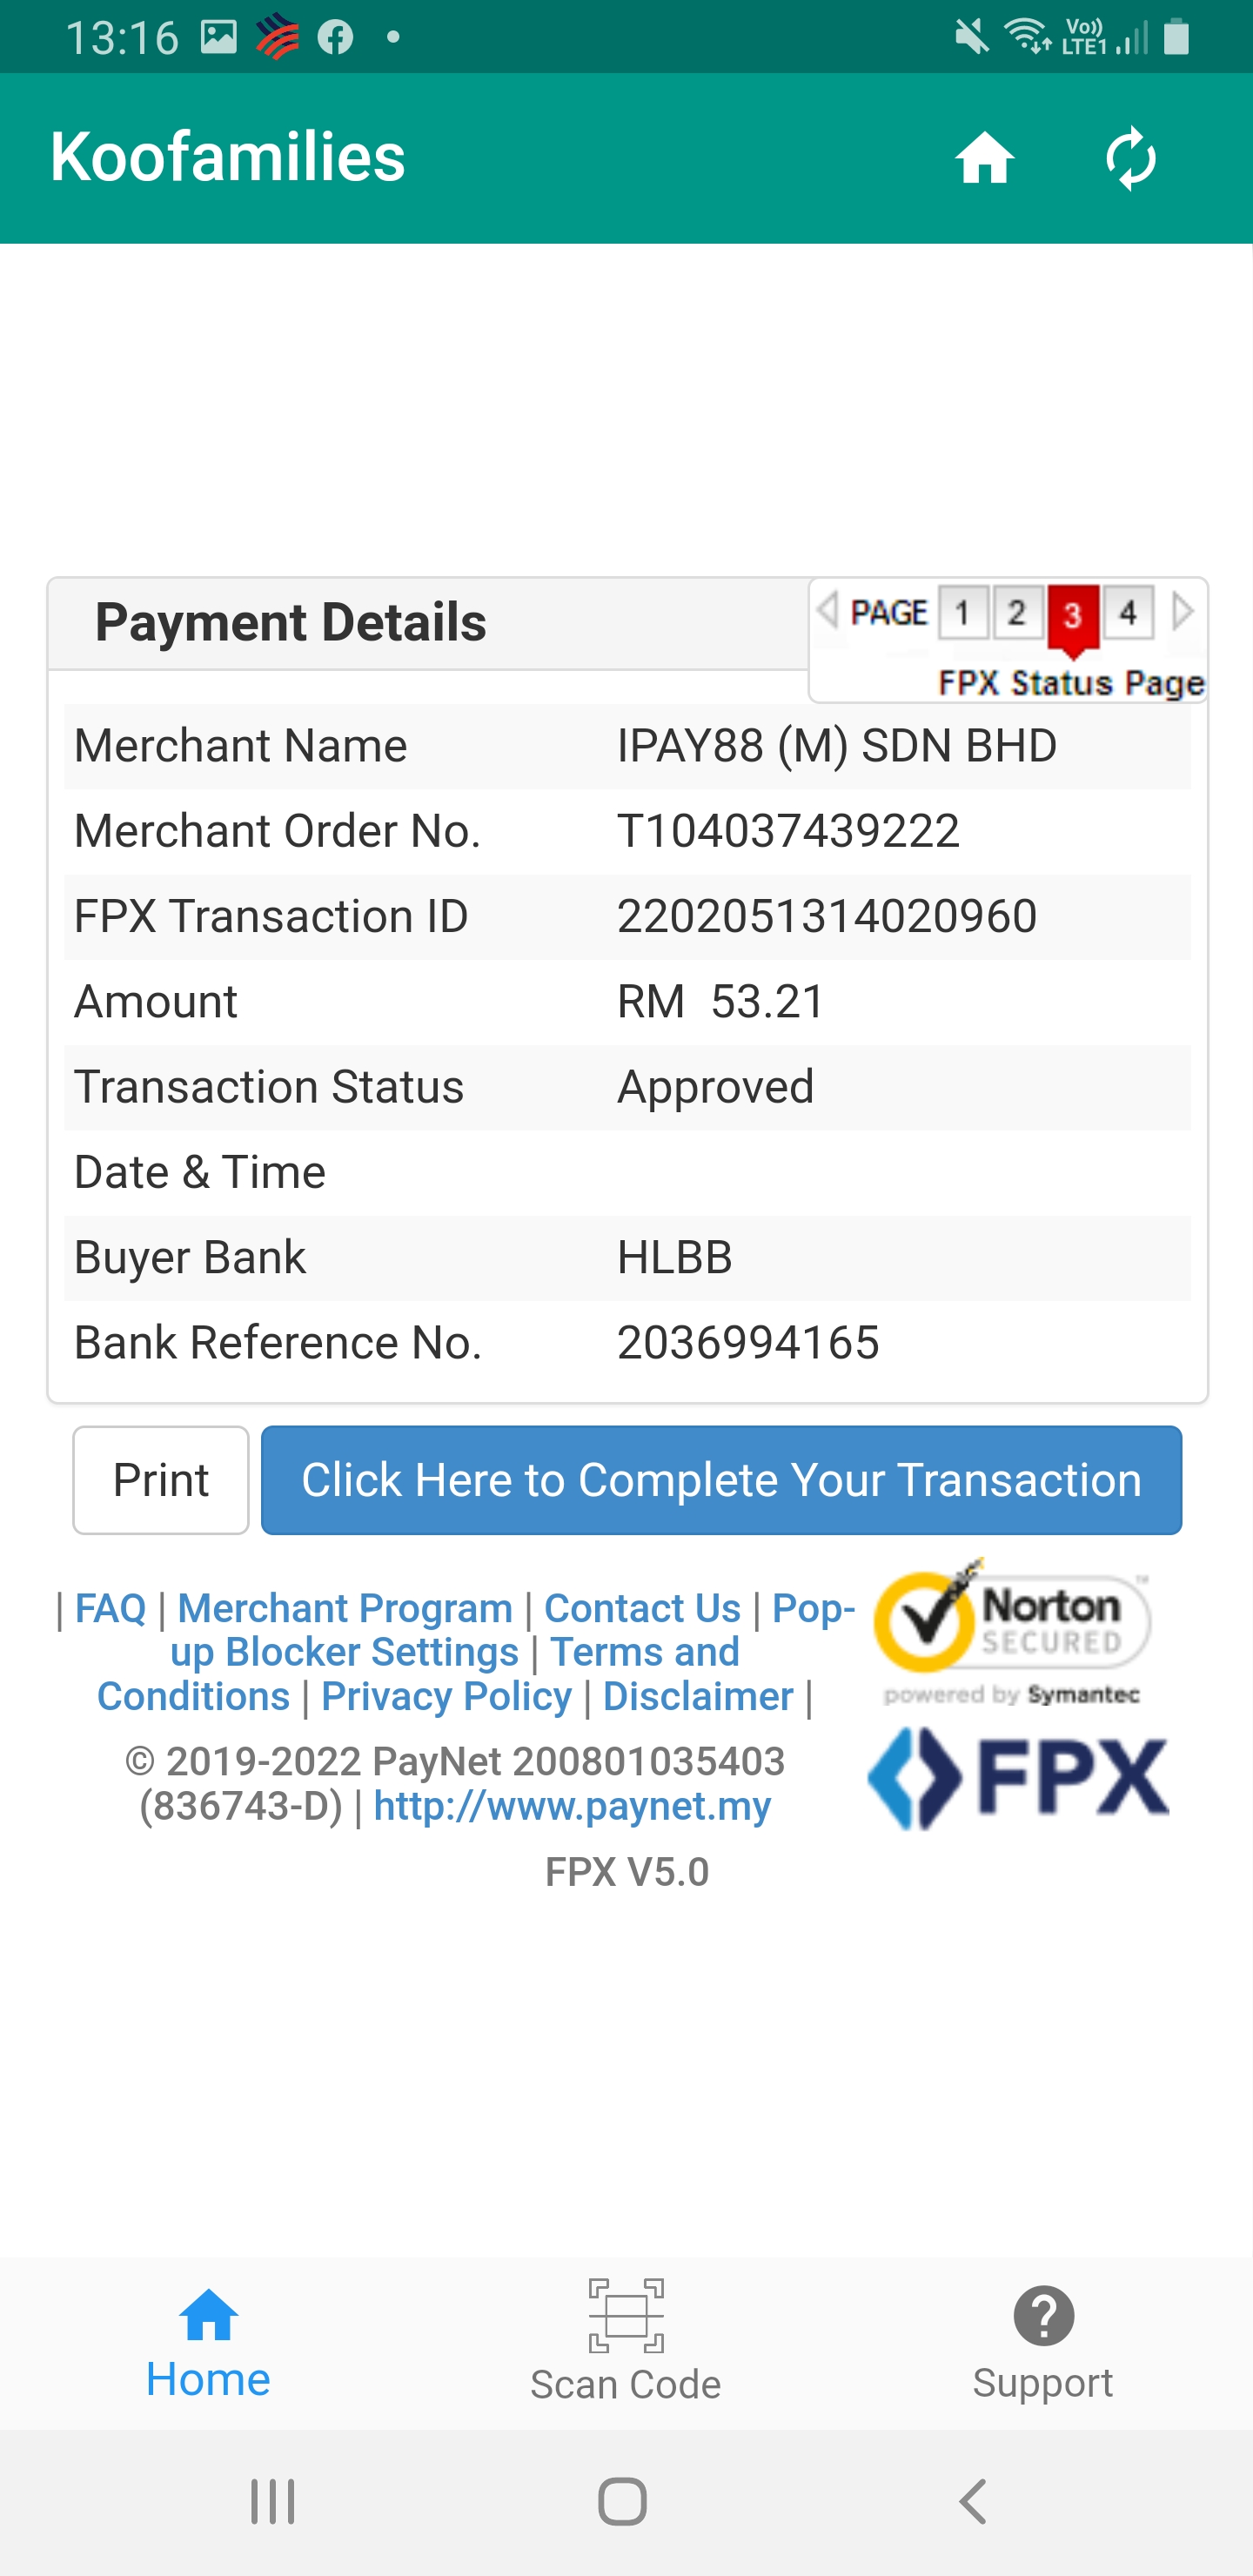 13:16
Vo))
LTE1
Koofamilies
Payment Details
PAGE 1 2 3 4
FPX Status Page
Merchant Name IPAY88 (M) SDN BHD
Merchant Order No. T104037439222
FPX Transaction ID 2202051314020960
Amount RM 53.21
Transaction Status Approved
Date & Time
Buyer Bank HLBB
Bank Reference No. 2036994165
Print Click Here to Complete Your Transaction
| FAQ | Merchant Program | Contact Us | Pop-
up Blocker Settings | Terms and
Conditions | Privacy Policy | Disclaimer |
Norton
SECURED
powered by Symantec
© 2019-2022 PayNet 200801035403
(836743-D) | http://www.paynet.my
FPX
FPX V5.0
Home Scan Code Support